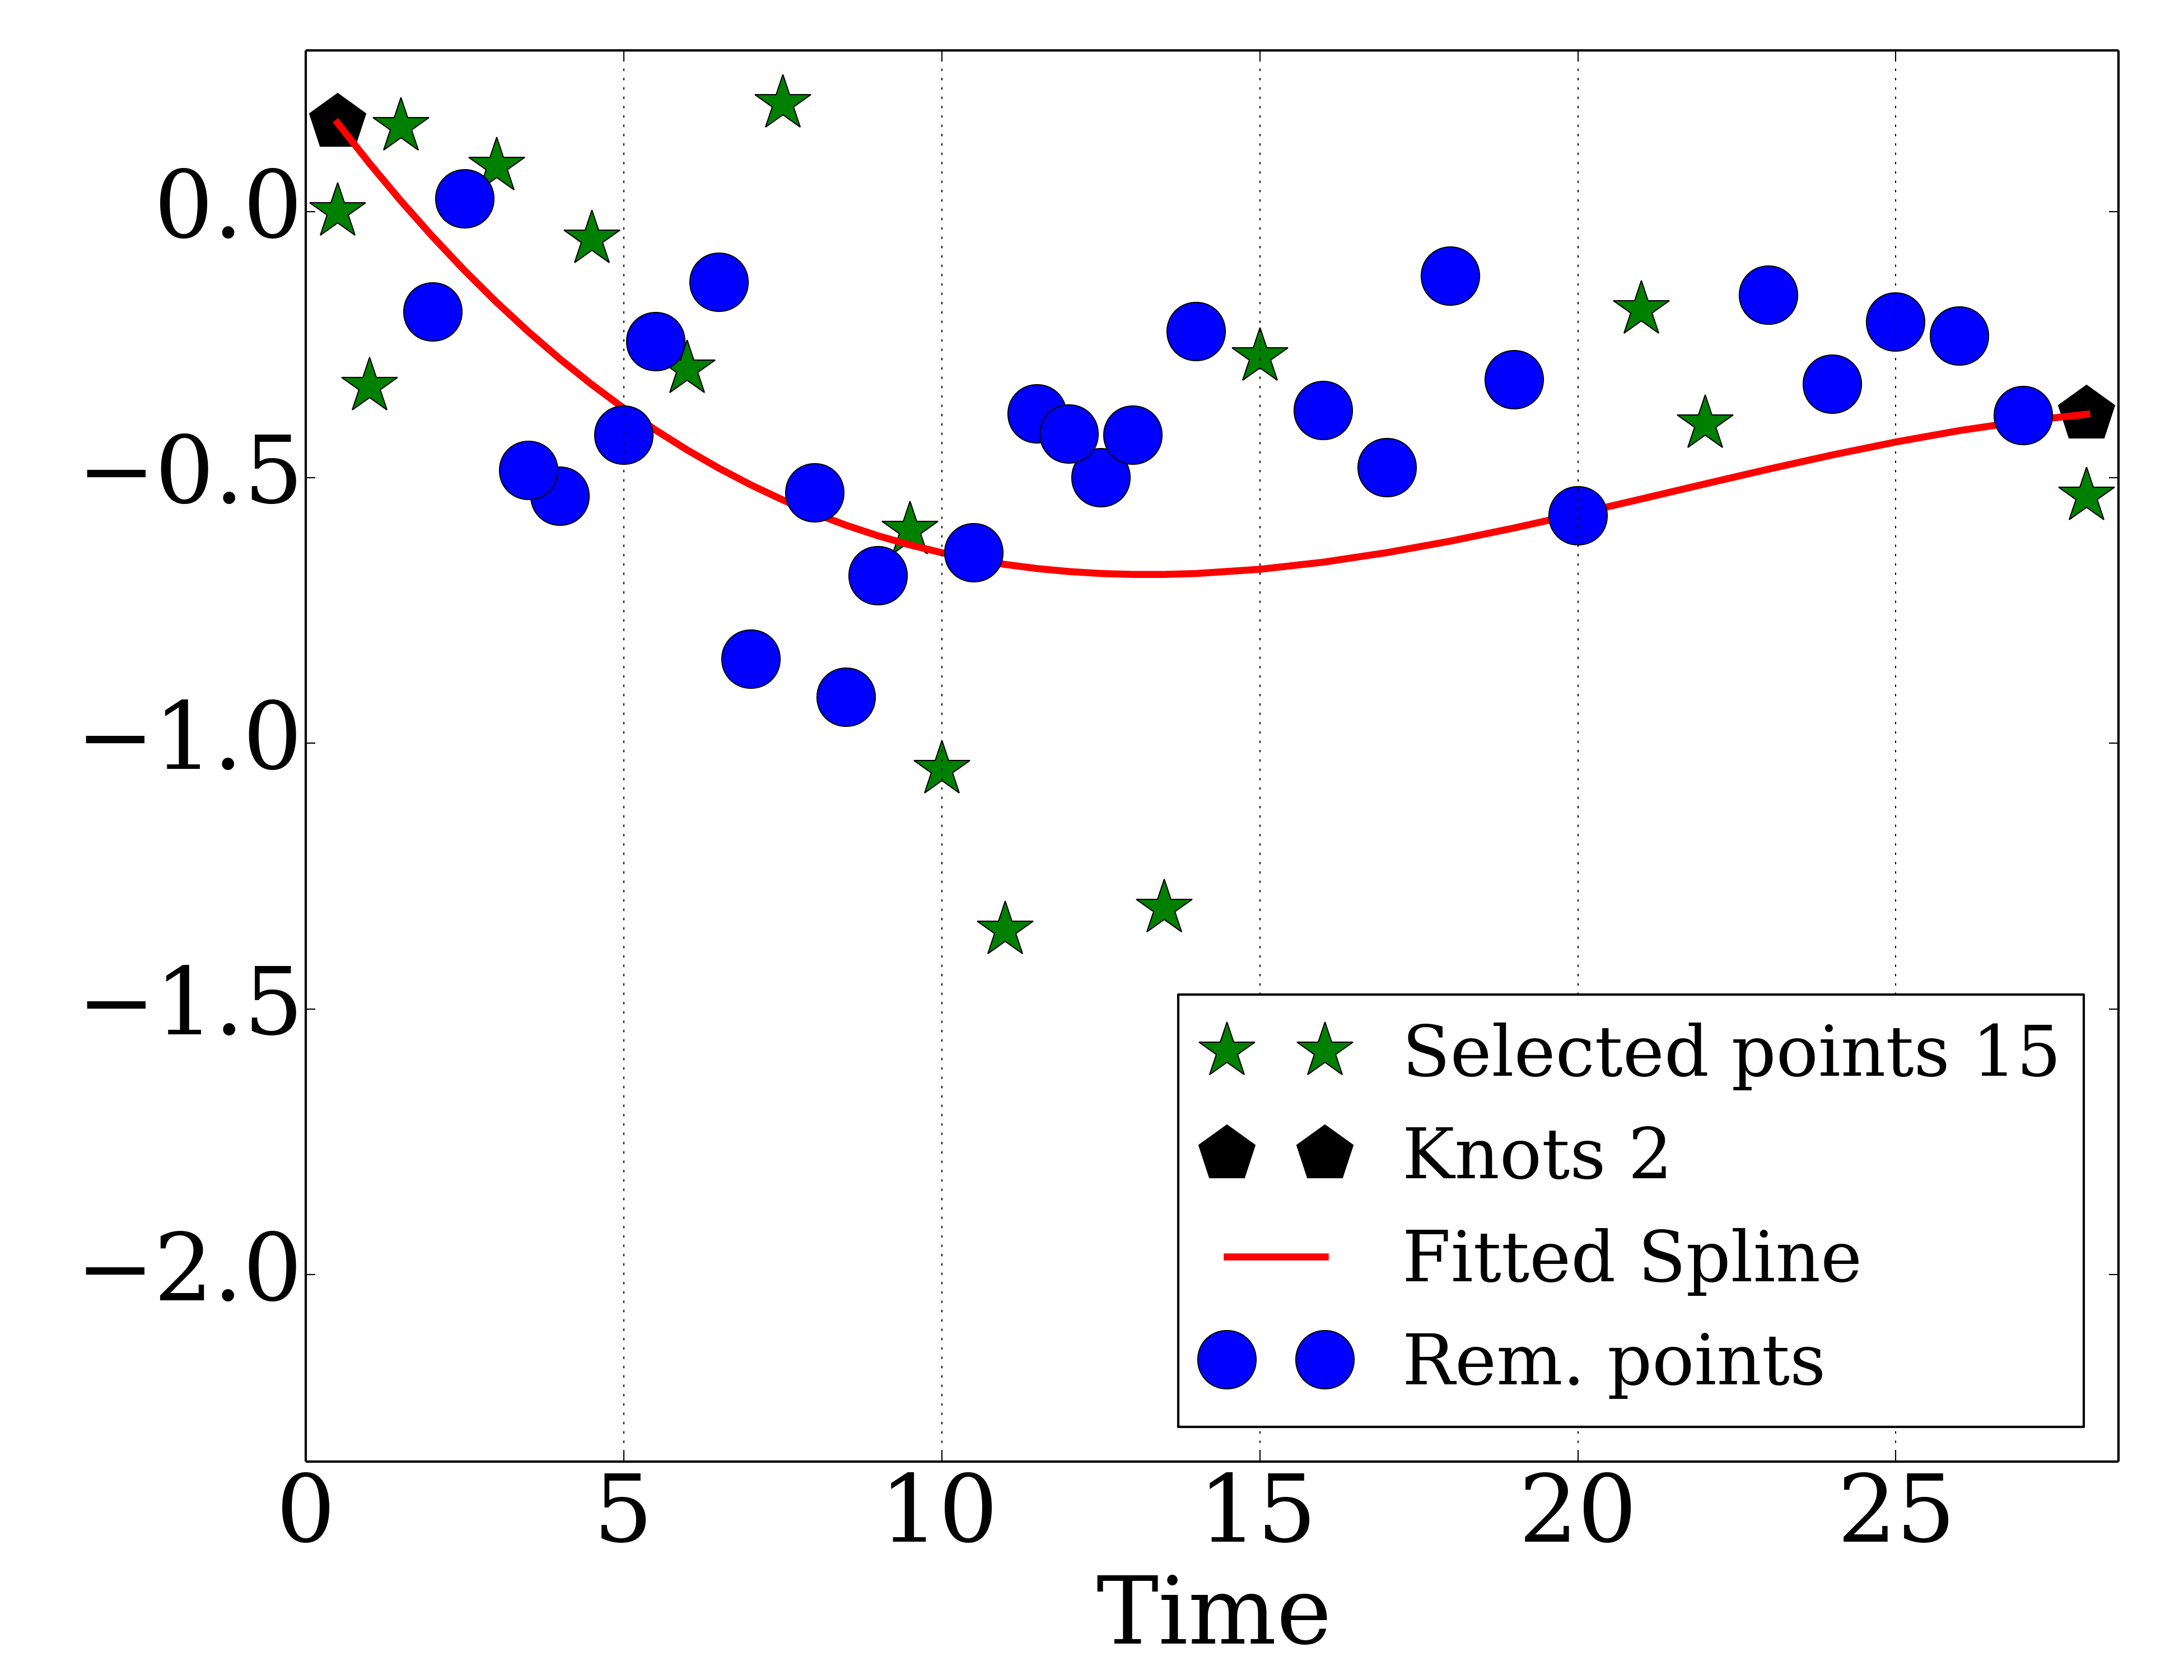 0.0
−0.5
−1.0
−1.5
−2.0
Selected points 15
Knots 2
Fitted Spline
Rem. points
0 5 10 15 20 25
Time